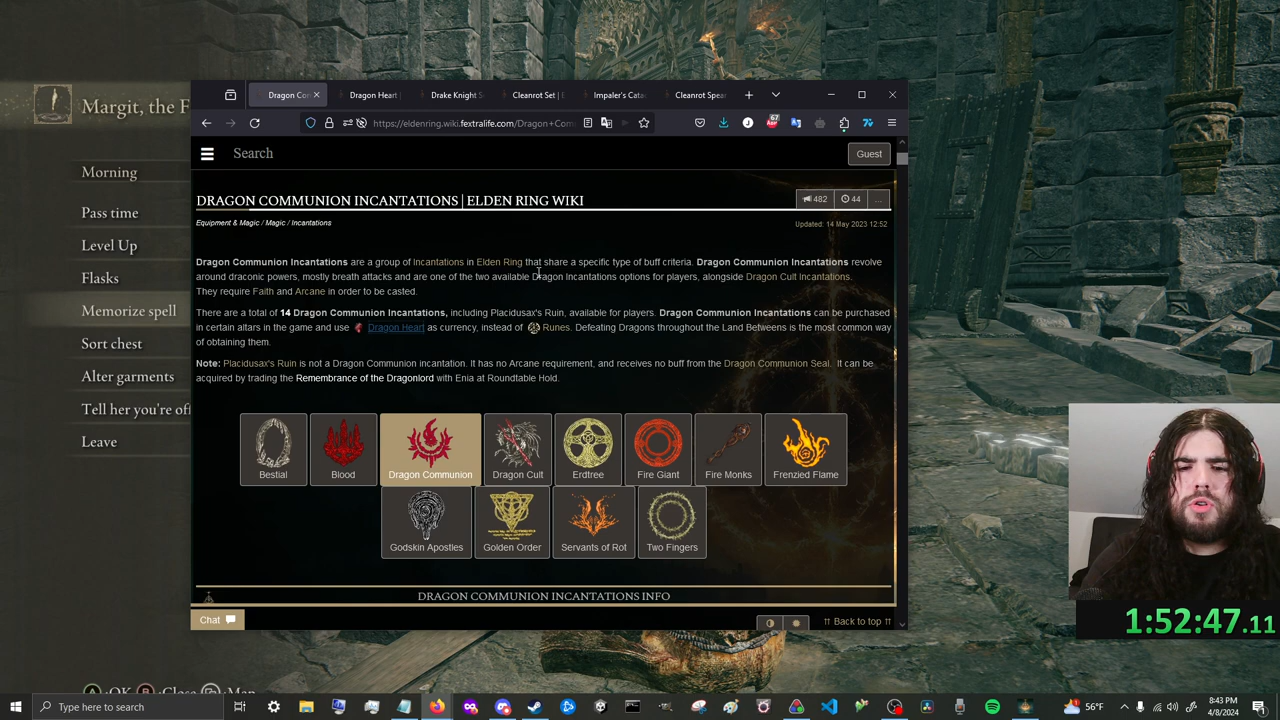 Margit, the F
Morning
Pass time
Level Up
Flasks
Memorize spell
Sort chest
Alter garments
Tell her you're off
Leave
OK
Close
Map
Dragon Con
Dragon Heart |
Drake Knight S
Cleanrot Set | E
Impaler's Cata
Cleanrot Spear
https://eldenring.wiki.fextralife.com/Dragon+Com
67
Search
Guest
DRAGON COMMUNION INCANTATIONS | ELDEN RING WIKI
482
44
...
Equipment & Magic / Magic / Incantations
Updated: 14 May 2023 12:52
Dragon Communion Incantations are a group of Incantations in Elden Ring that share a specific type of buff criteria. Dragon Communion Incantations revolve
around draconic powers, mostly breath attacks and are one of the two available Dragon Incantations options for players, alongside Dragon Cult Incantations.
They require Faith and Arcane in order to be casted.
There are a total of 14 Dragon Communion Incantations, including Placidusax's Ruin, available for players. Dragon Communion Incantations can be purchased
in certain altars in the game and use Dragon Heart as currency, instead of Runes. Defeating Dragons throughout the Land Betweens is the most common way
of obtaining them.
Note: Placidusax's Ruin is not a Dragon Communion incantation. It has no Arcane requirement, and receives no buff from the Dragon Communion Seal. It can be
acquired by trading the Remembrance of the Dragonlord with Enia at Roundtable Hold.
Bestial
Blood
Dragon Communion
Dragon Cult
Erdtree
Fire Giant
Fire Monks
Frenzied Flame
Godskin Apostles
Golden Order
Servants of Rot
Two Fingers
DRAGON COMMUNION INCANTATIONS INFO
Chat
Back to top
1:52:47.11
Type here to search
56°F
8:43 PM
4/8/2024